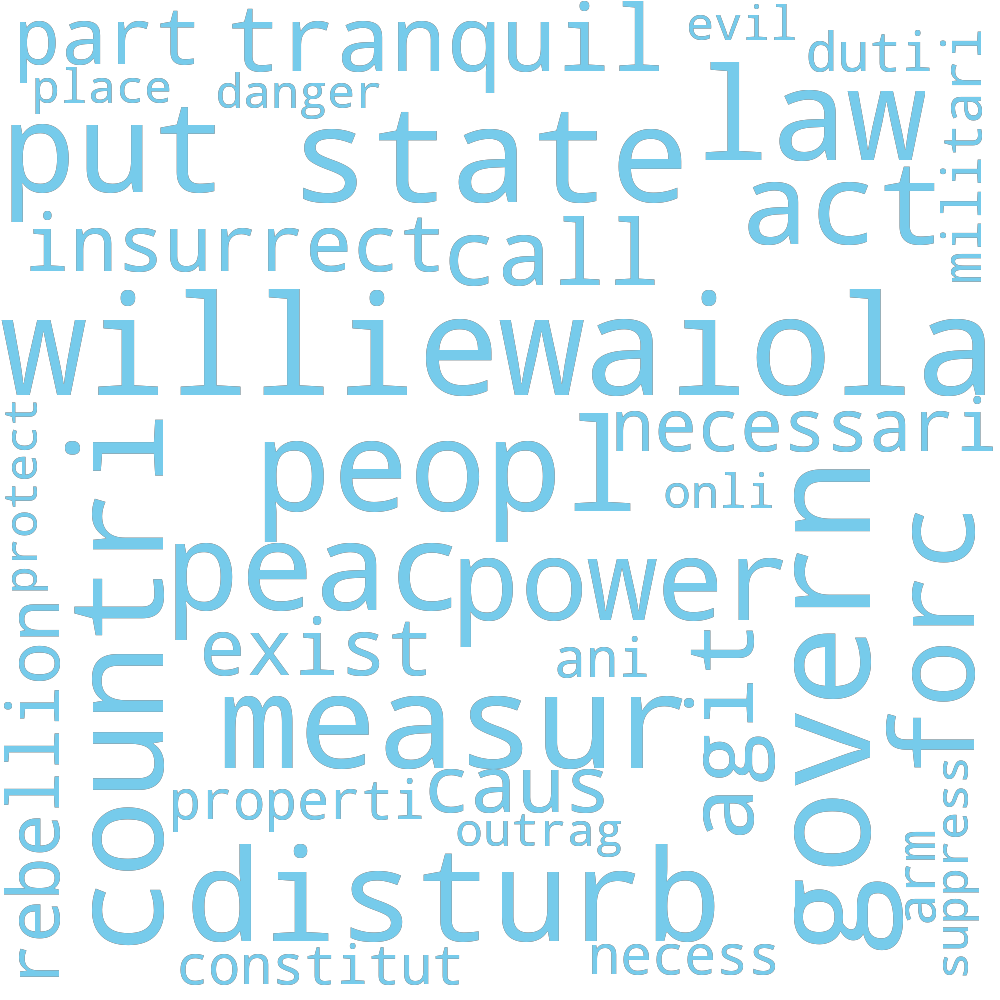 part tranquil evil duti
place danger
put state law
militari
act
insurrect call
williewaiola
necessari
protect
countri
peopl
onli
govern
forc
peac power
rebellion
exist ani
agit
measur
properti caus
outrag
suppress
arm
disturb
constitut necess